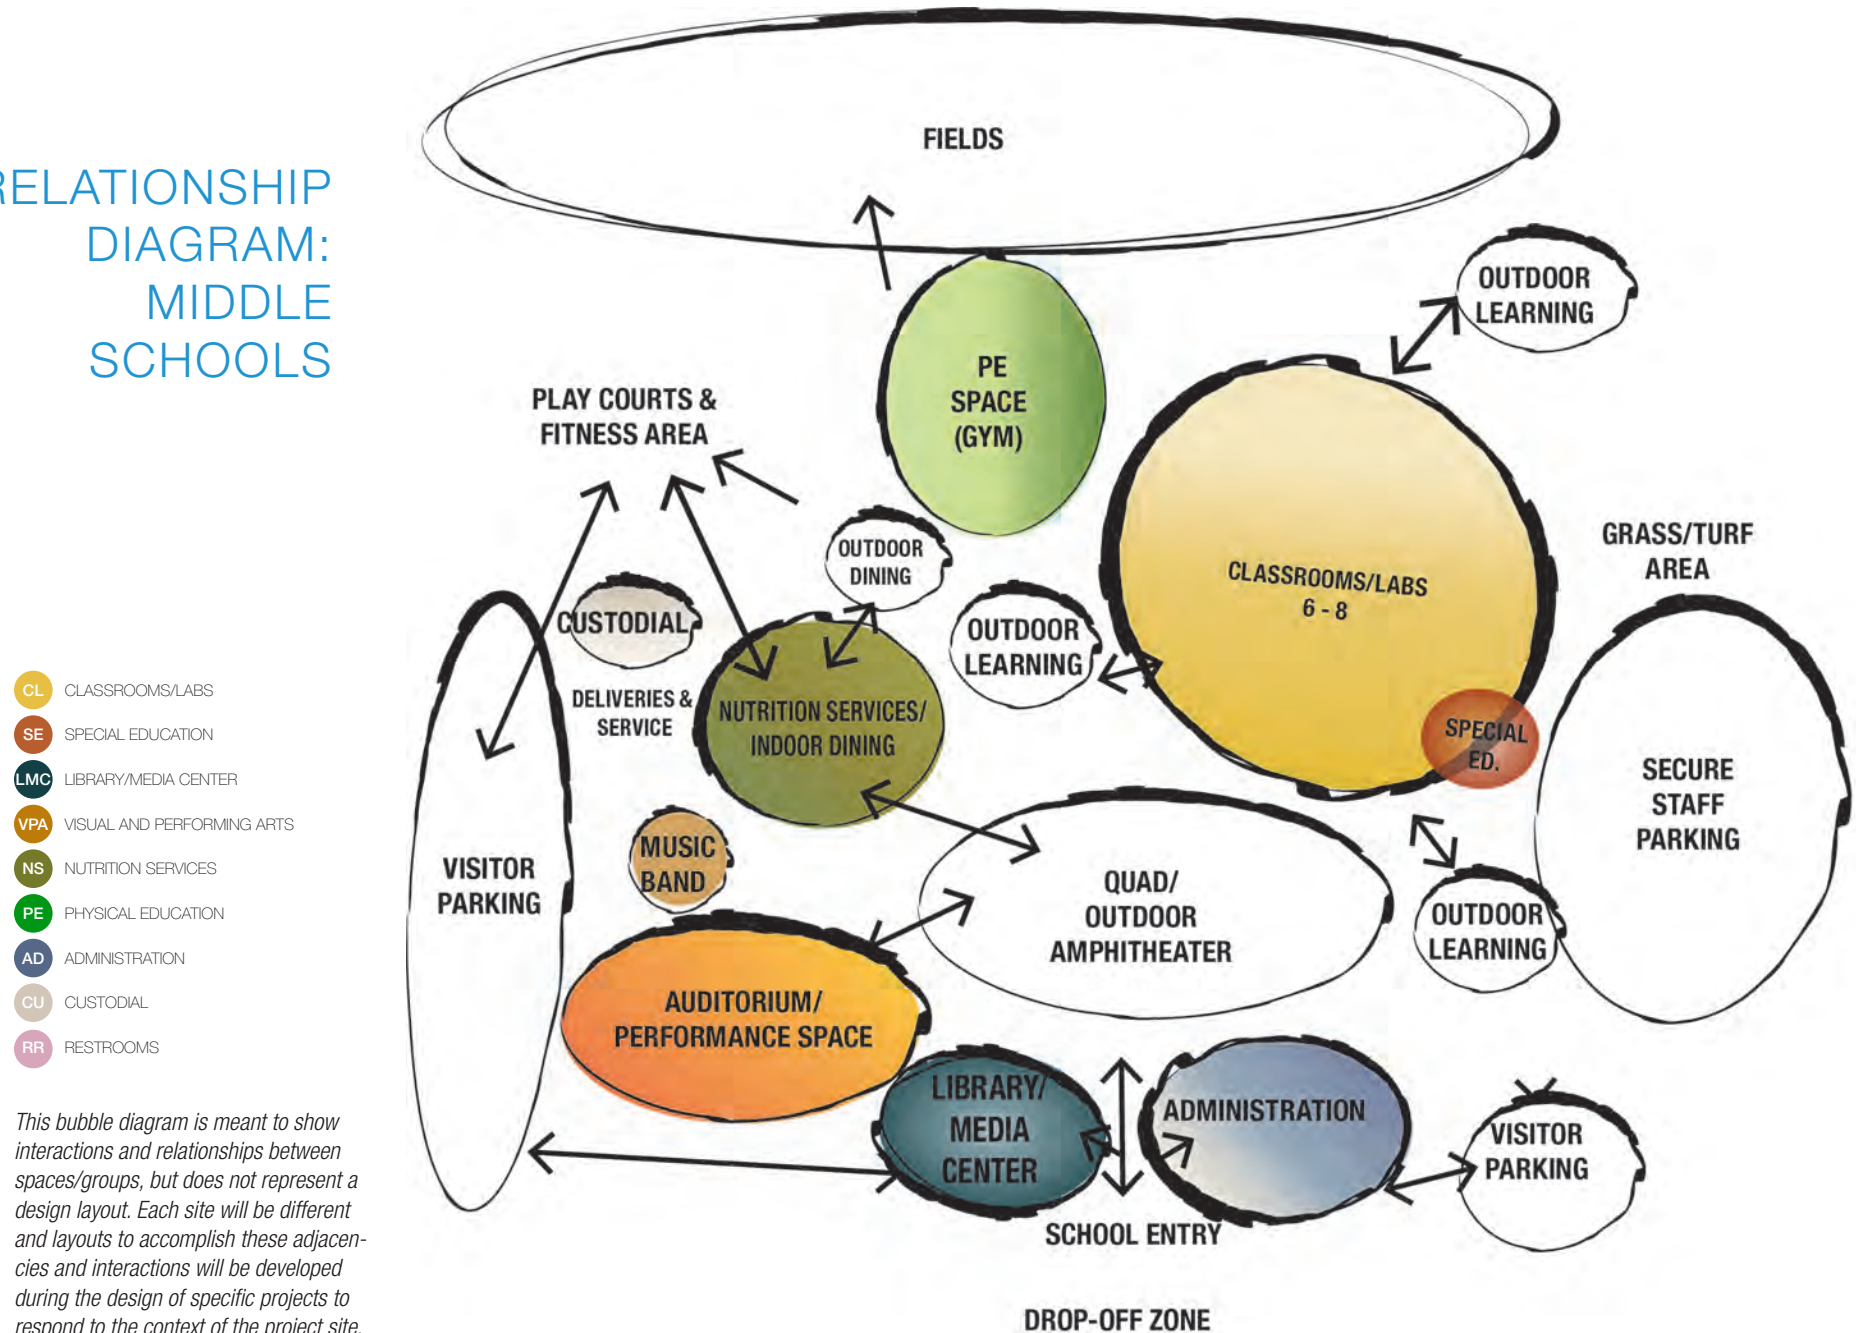 RELATIONSHIP
DIAGRAM:
MIDDLE
SCHOOLS
CL CLASSROOMS/LABS
SE SPECIAL EDUCATION
LMC LIBRARY/MEDIA CENTER
VPA VISUAL AND PERFORMING ARTS
NS NUTRITION SERVICES
PE PHYSICAL EDUCATION
AD ADMINISTRATION
CU CUSTODIAL
RR RESTROOMS
This bubble diagram is meant to show
interactions and relationships between
spaces/groups, but does not represent a
design layout. Each site will be different
and layouts to accomplish these adjacen-
cies and interactions will be developed
during the design of specific projects to
respond to the context of the project site.
FIELDS
OUTDOOR
LEARNING
PE
SPACE
(GYM)
PLAY COURTS &
FITNESS AREA
OUTDOOR
DINING
CLASSROOMS/LABS
6 - 8
GRASS/TURF
AREA
CUSTODIAL
OUTDOOR
LEARNING
DELIVERIES &
SERVICE
NUTRITION SERVICES/
INDOOR DINING
SPECIAL
ED.
SECURE
STAFF
PARKING
MUSIC
BAND
VISITOR
PARKING
QUAD/
OUTDOOR
AMPHITHEATER
OUTDOOR
LEARNING
AUDITORIUM/
PERFORMANCE SPACE
LIBRARY/
MEDIA
CENTER
ADMINISTRATION
VISITOR
PARKING
SCHOOL ENTRY
DROP-OFF ZONE